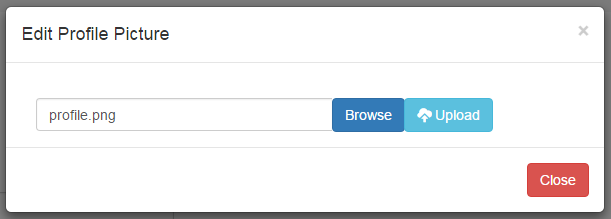 Edit Profile Picture ×
profile.png Browse Upload
Close